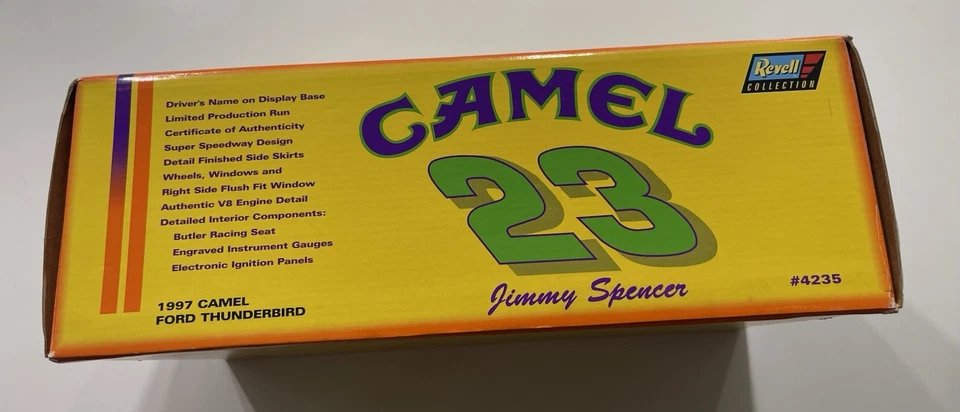 Driver's Name on Display Base
Limited Production Run
Certificate of Authenticity
Super Speedway Design
Detail Finished Side Skirts
Wheels, Windows and
Right Side Flush Fit Window
Authentic V8 Engine Detail
Detailed Interior Components:
Butler Racing Seat
Engraved Instrument Gauges
Electronic Ignition Panels
1997 CAMEL
FORD THUNDERBIRD
CAMEL
23
Jimmy Spencer
Revell
COLLECTION
#4235